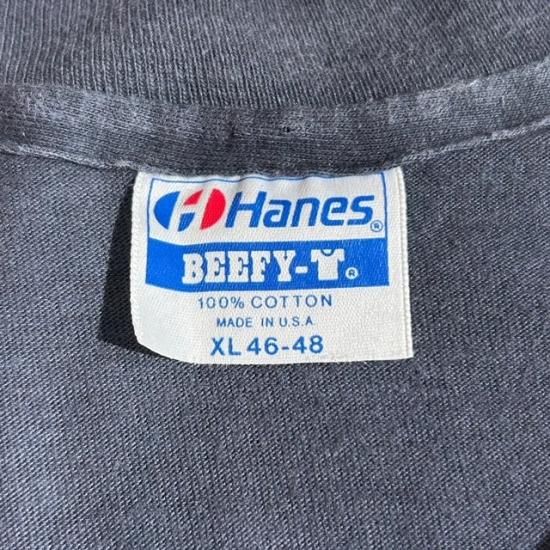 Hanes®
BEEFY-T®
100% COTTON
MADE IN U.S.A
XL 46-48